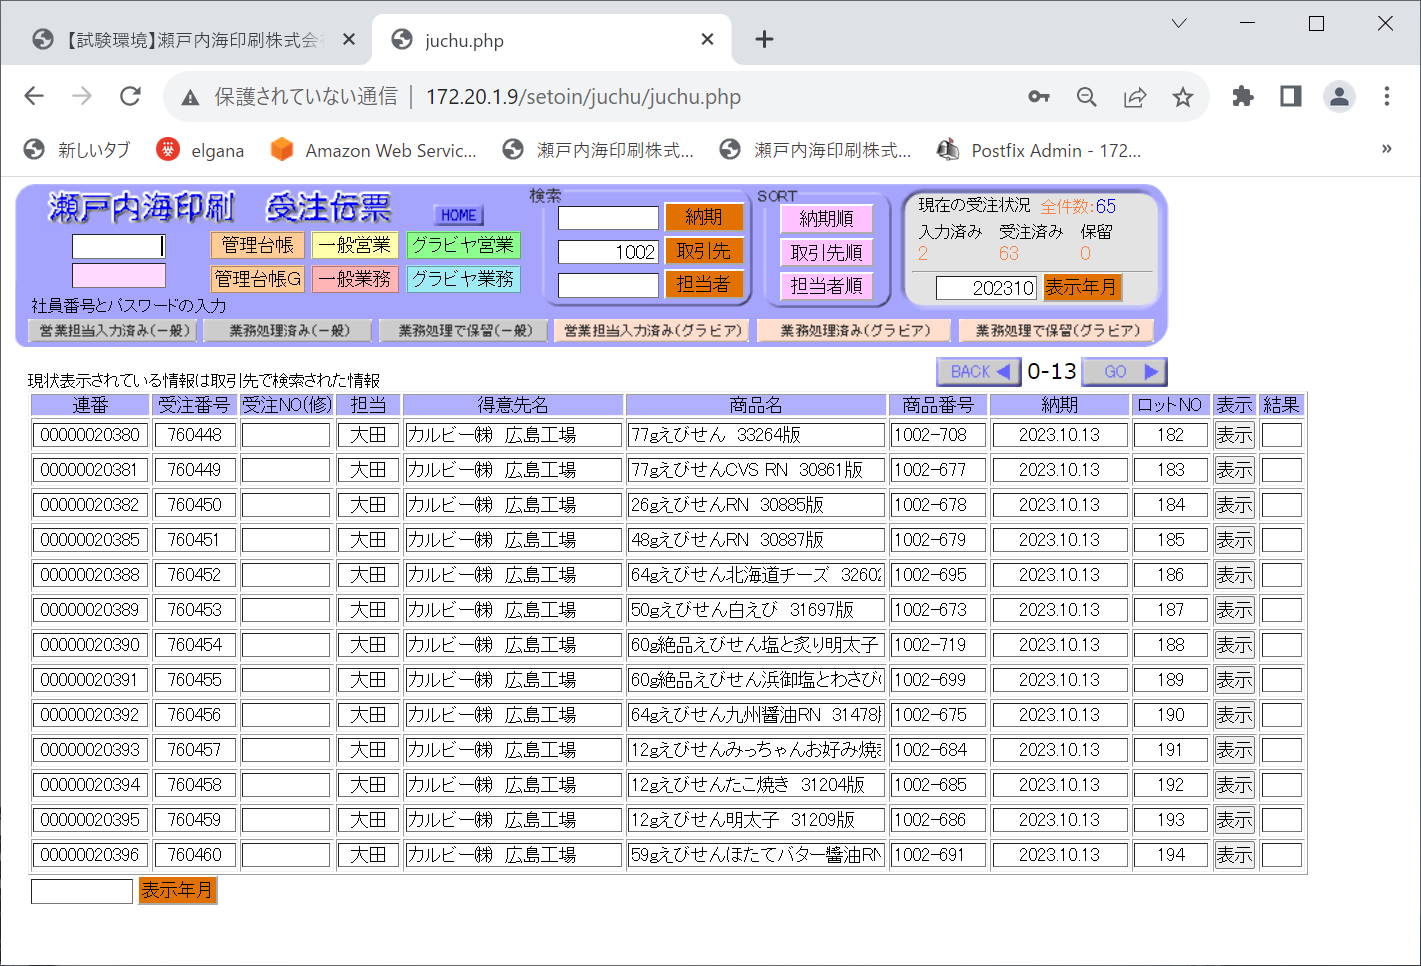 【試験環境】瀬戸内海印刷株式会
juchu.php
保護されていない通信 | 172.20.1.9/setoin/juchu/juchu.php
新しいタブ elgana Amazon Web Servic... 瀬戸内海印刷株式... 瀬戸内海印刷株式... Postfix Admin - 172... »
瀬戸内海印刷 受注伝票 HOME
検索 SORT
現在の受注状況 全件数:65
納期 納期順
入力済み 受注済み 保留
管理台帳 一般営業 グラビヤ営業 1002 取引先 取引先順
2 63 0
管理台帳G 一般業務 グラビヤ業務 担当者 担当者順 202310 表示年月
社員番号とパスワードの入力
営業担当入力済み(一般) 業務処理済み(一般) 業務処理で保留(一般) 営業担当入力済み(グラビア) 業務処理済み(グラビア) 業務処理で保留(グラビア)
BACK 0-13 GO
現状表示されている情報は取引先で検索された情報
連番 受注番号 受注NO(修) 担当 得意先名 商品名 商品番号 納期 ロットNO 表示 結果
00000020380 760448 大田 カルビー㈱ 広島工場 77gえびせん 33264版 1002-708 2023.10.13 182 表示
00000020381 760449 大田 カルビー㈱ 広島工場 77gえびせんCVS RN 30861版 1002-677 2023.10.13 183 表示
00000020382 760450 大田 カルビー㈱ 広島工場 26gえびせんRN 30885版 1002-678 2023.10.13 184 表示
00000020385 760451 大田 カルビー㈱ 広島工場 48gえびせんRN 30887版 1002-679 2023.10.13 185 表示
00000020388 760452 大田 カルビー㈱ 広島工場 64gえびせん北海道チーズ 32602 1002-695 2023.10.13 186 表示
00000020389 760453 大田 カルビー㈱ 広島工場 50gえびせん白えび 31697版 1002-673 2023.10.13 187 表示
00000020390 760454 大田 カルビー㈱ 広島工場 60g絶品えびせん塩と炙り明太子 1002-719 2023.10.13 188 表示
00000020391 760455 大田 カルビー㈱ 広島工場 60g絶品えびせん浜御塩とわさび 1002-699 2023.10.13 189 表示
00000020392 760456 大田 カルビー㈱ 広島工場 64gえびせん九州醤油RN 31478 1002-675 2023.10.13 190 表示
00000020393 760457 大田 カルビー㈱ 広島工場 12gえびせんみっちゃんお好み焼 1002-684 2023.10.13 191 表示
00000020394 760458 大田 カルビー㈱ 広島工場 12gえびせんたこ焼き 31204版 1002-685 2023.10.13 192 表示
00000020395 760459 大田 カルビー㈱ 広島工場 12gえびせん明太子 31209版 1002-686 2023.10.13 193 表示
00000020396 760460 大田 カルビー㈱ 広島工場 59gえびせんほたてバター醬油RN 1002-691 2023.10.13 194 表示
表示年月